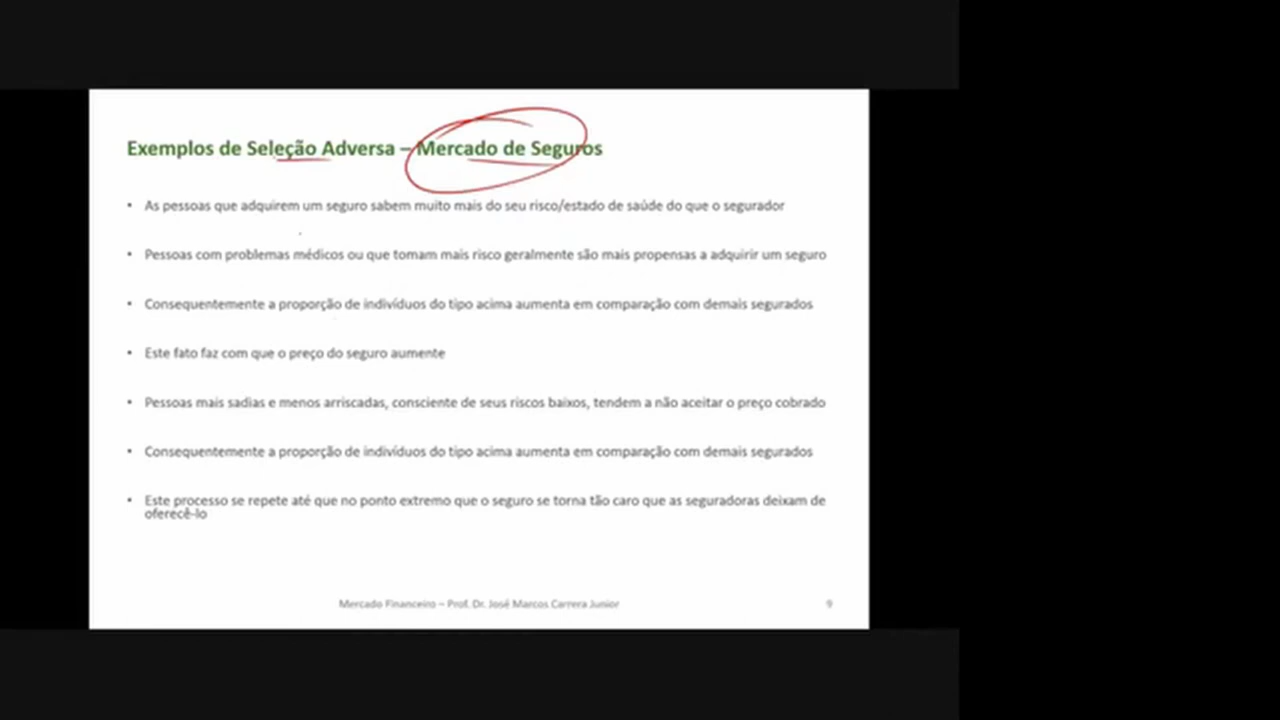 Exemplos de Seleção Adversa – Mercado de Seguros
• As pessoas que adquirem um seguro sabem muito mais do seu risco/estado de saúde do que o segurador
• Pessoas com problemas médicos ou que tomam mais risco geralmente são mais propensas a adquirir um seguro
• Consequentemente a proporção de indivíduos do tipo acima aumenta em comparação com demais segurados
• Este fato faz com que o preço do seguro aumente
• Pessoas mais sadias e menos arriscadas, consciente de seus riscos baixos, tendem a não aceitar o preço cobrado
• Consequentemente a proporção de indivíduos do tipo acima aumenta em comparação com demais segurados
• Este processo se repete até que no ponto extremo que o seguro se torna tão caro que as seguradoras deixam de
oferecê-lo
Mercado Financeiro – Prof. Dr. José Marcos Carrera Junior 9